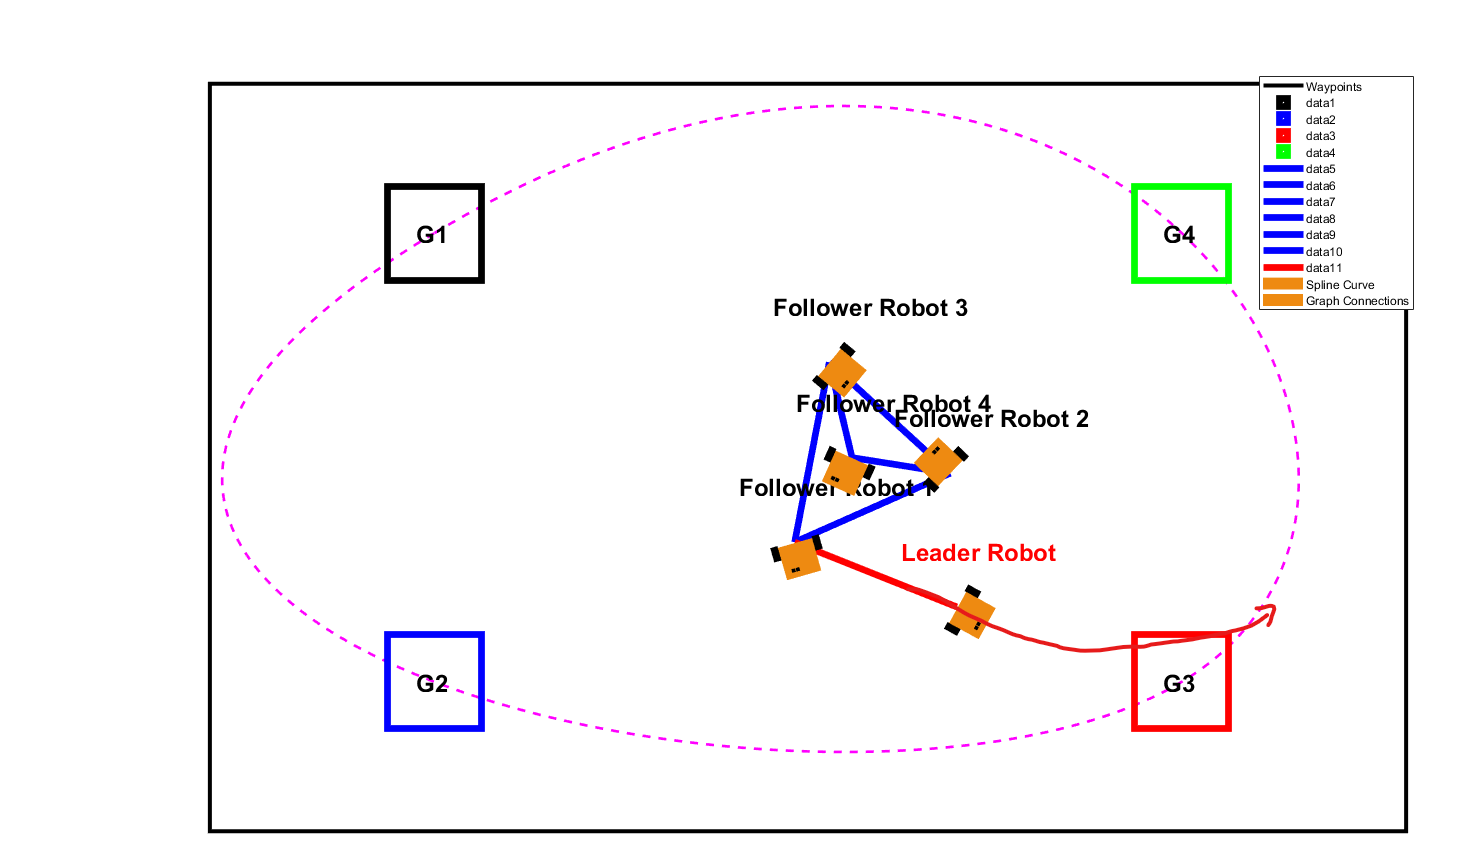 Waypoints
data1
data2
data3
data4
data5
data6
data7
data8
data9
data10
data11
Spline Curve
Graph Connections
G1
G4
Follower Robot 3
Follower Robot 4
Follower Robot 2
Follower Robot 1
Leader Robot
G2
G3